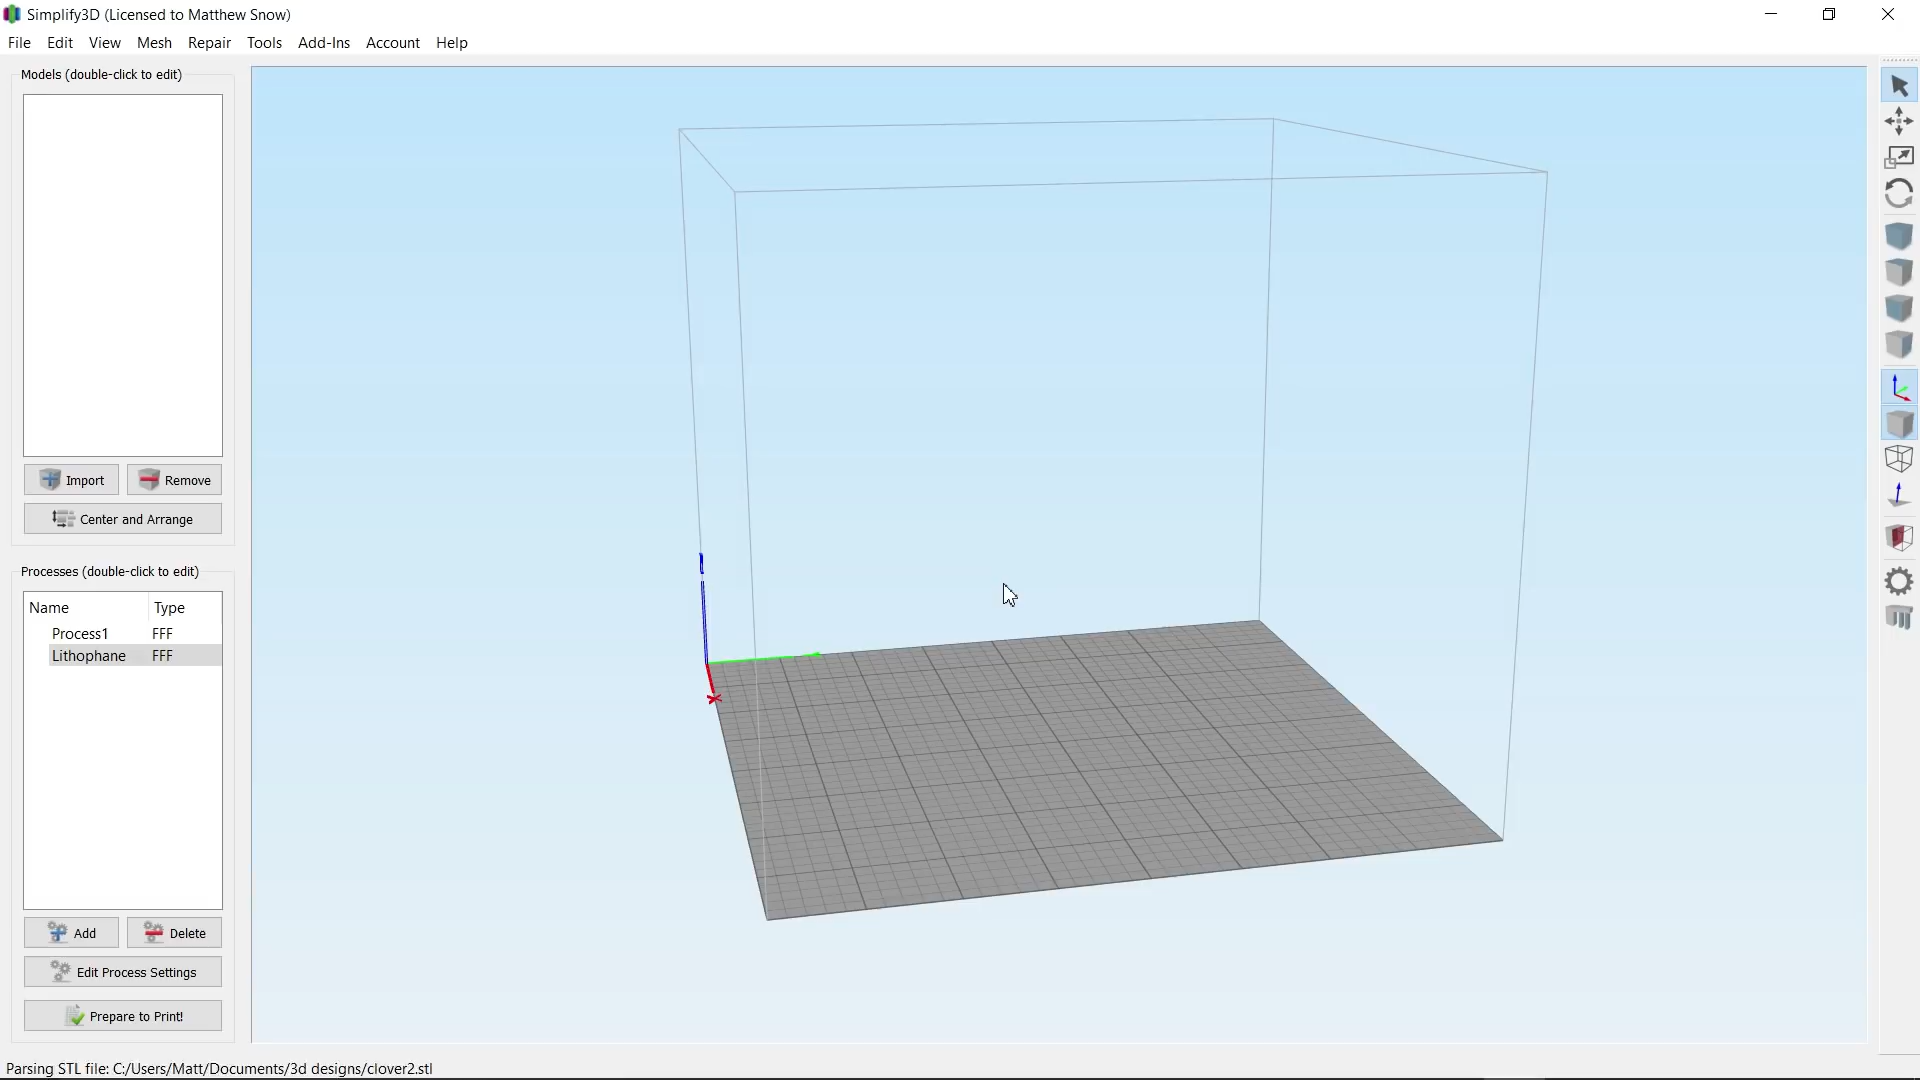 Simplify3D (Licensed to Matthew Snow)
File Edit View Mesh Repair Tools Add-Ins Account Help
Models (double-click to edit)
Import Remove
Center and Arrange
Processes (double-click to edit)
Name Type
Process1 FFF
Lithophane FFF
Add Delete
Edit Process Settings
Prepare to Print!
Parsing STL file: C:/Users/Matt/Documents/3d designs/clover2.stl